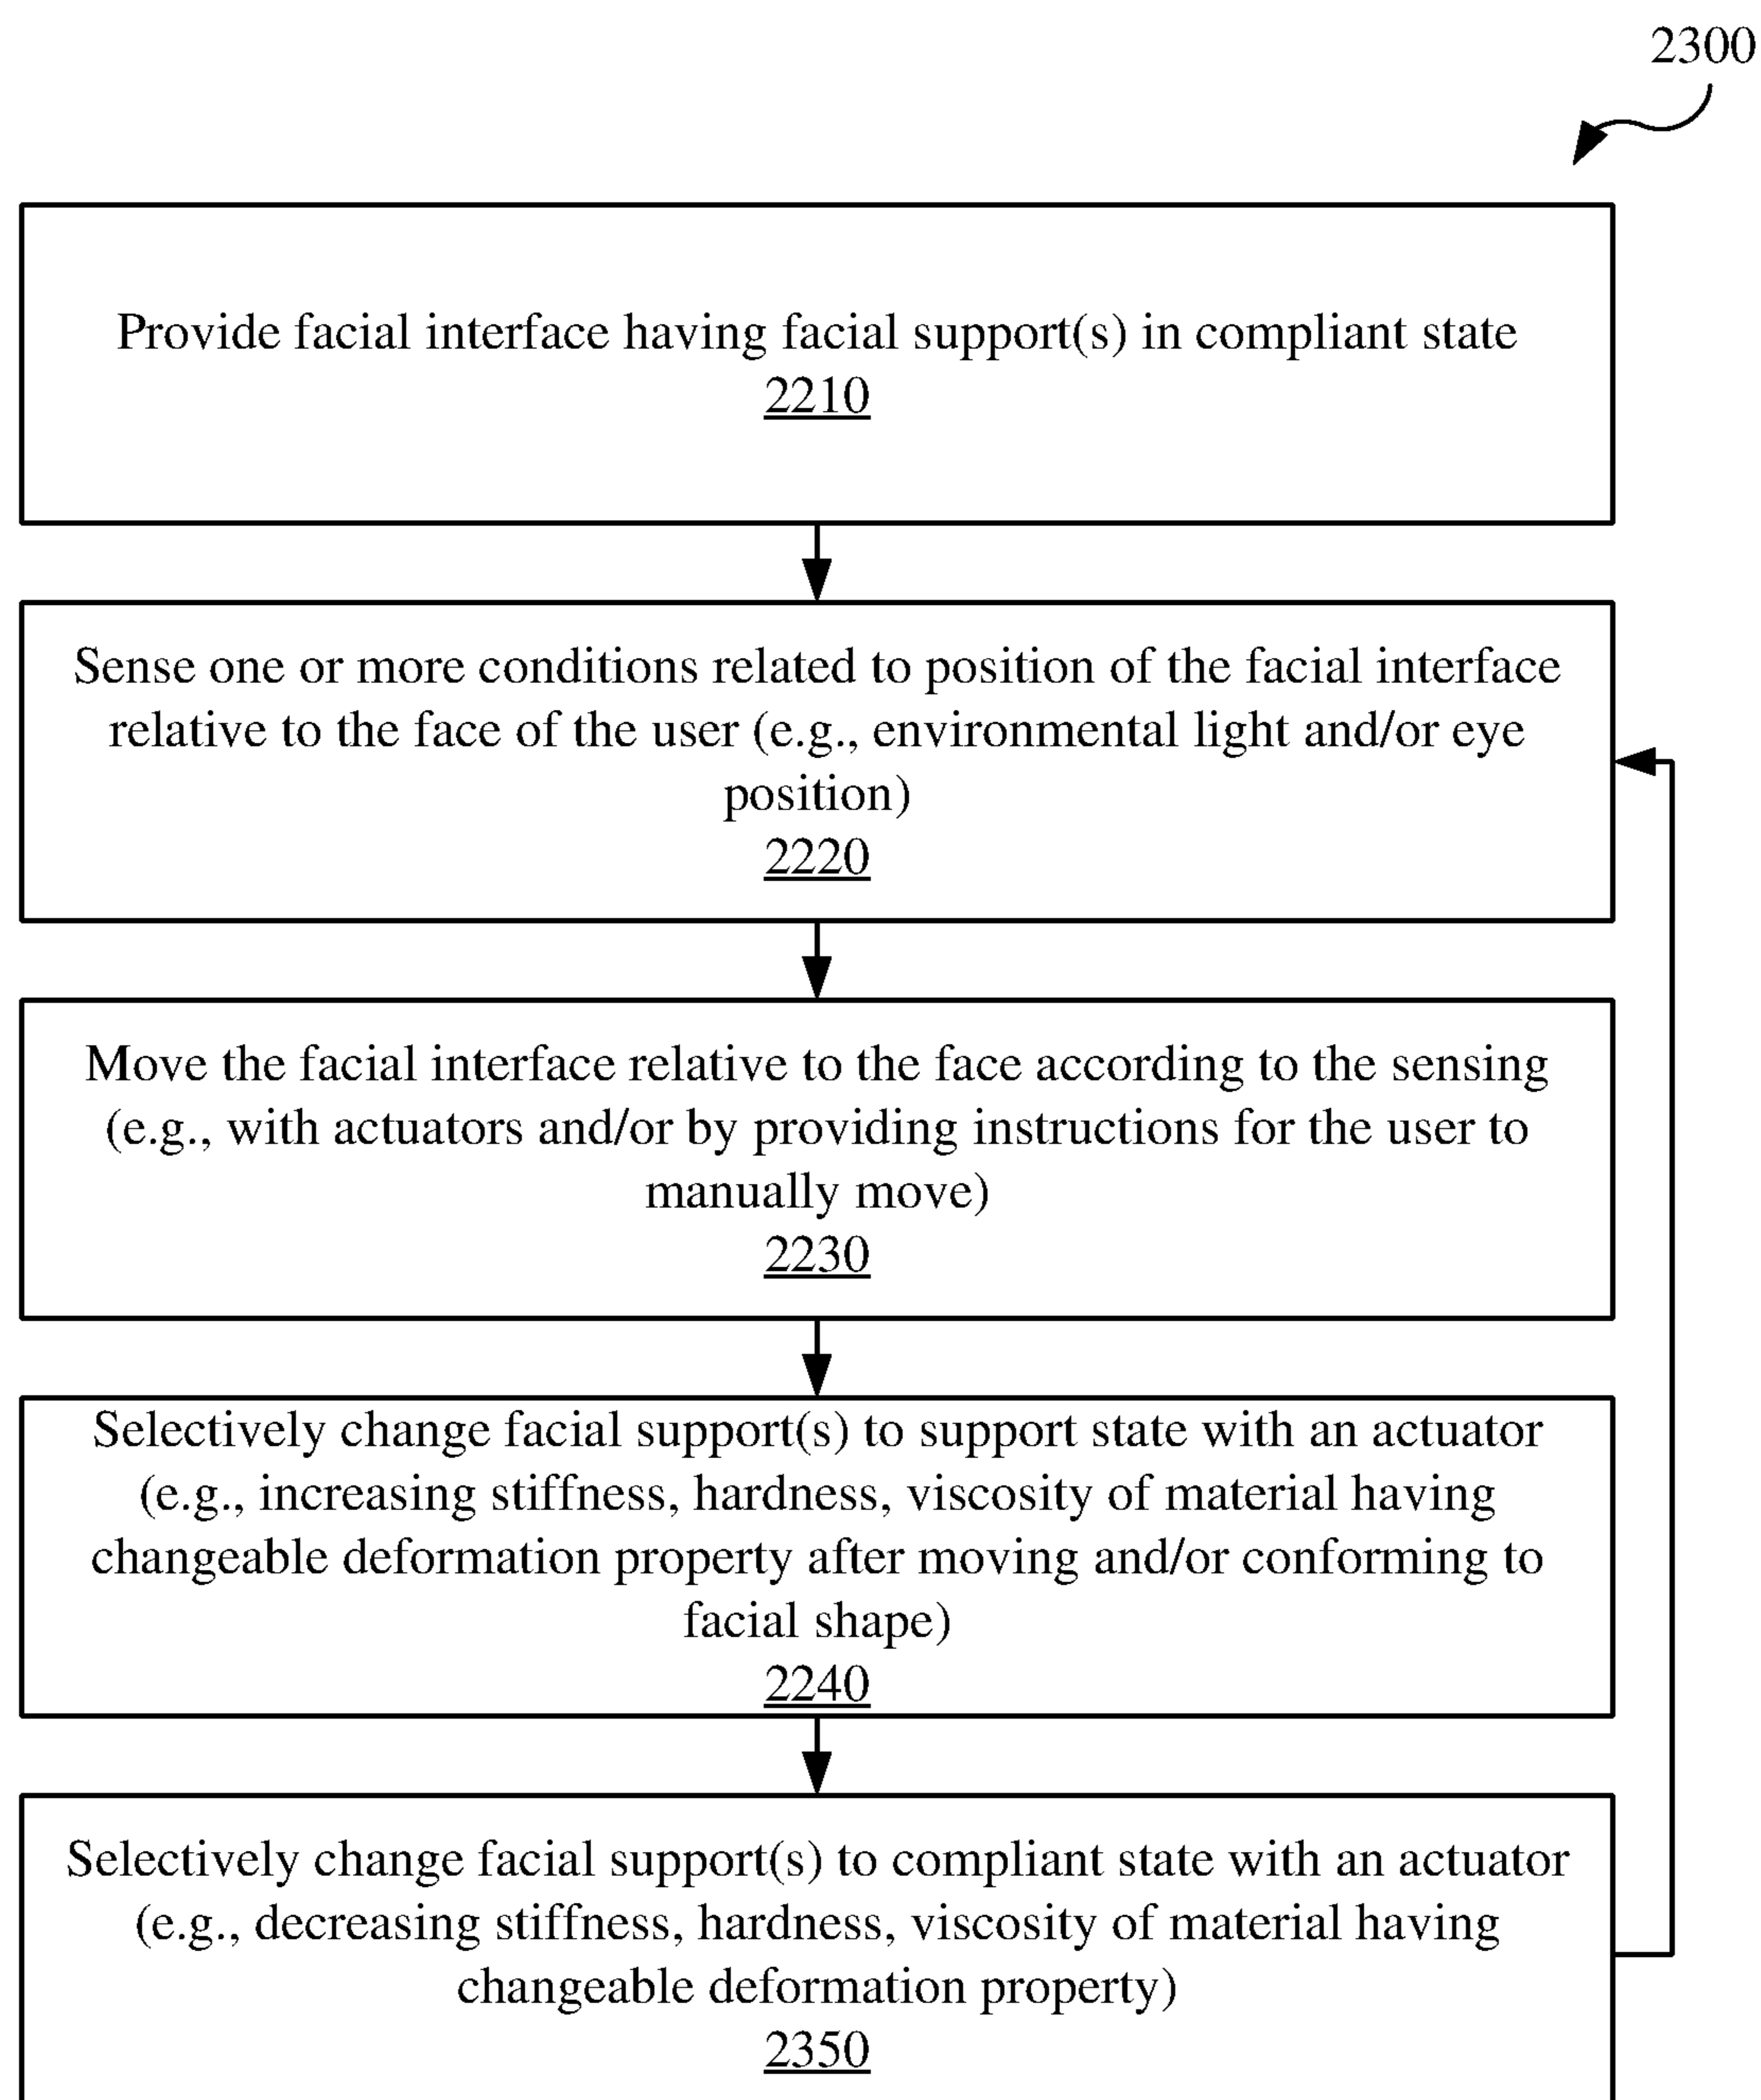 2300
Provide facial interface having facial support(s) in compliant state
2210
Sense one or more conditions related to position of the facial interface
relative to the face of the user (e.g., environmental light and/or eye
position)
2220
Move the facial interface relative to the face according to the sensing
(e.g., with actuators and/or by providing instructions for the user to
manually move)
2230
Selectively change facial support(s) to support state with an actuator
(e.g., increasing stiffness, hardness, viscosity of material having
changeable deformation property after moving and/or conforming to
facial shape)
2240
Selectively change facial support(s) to compliant state with an actuator
(e.g., decreasing stiffness, hardness, viscosity of material having
changeable deformation property)
2350